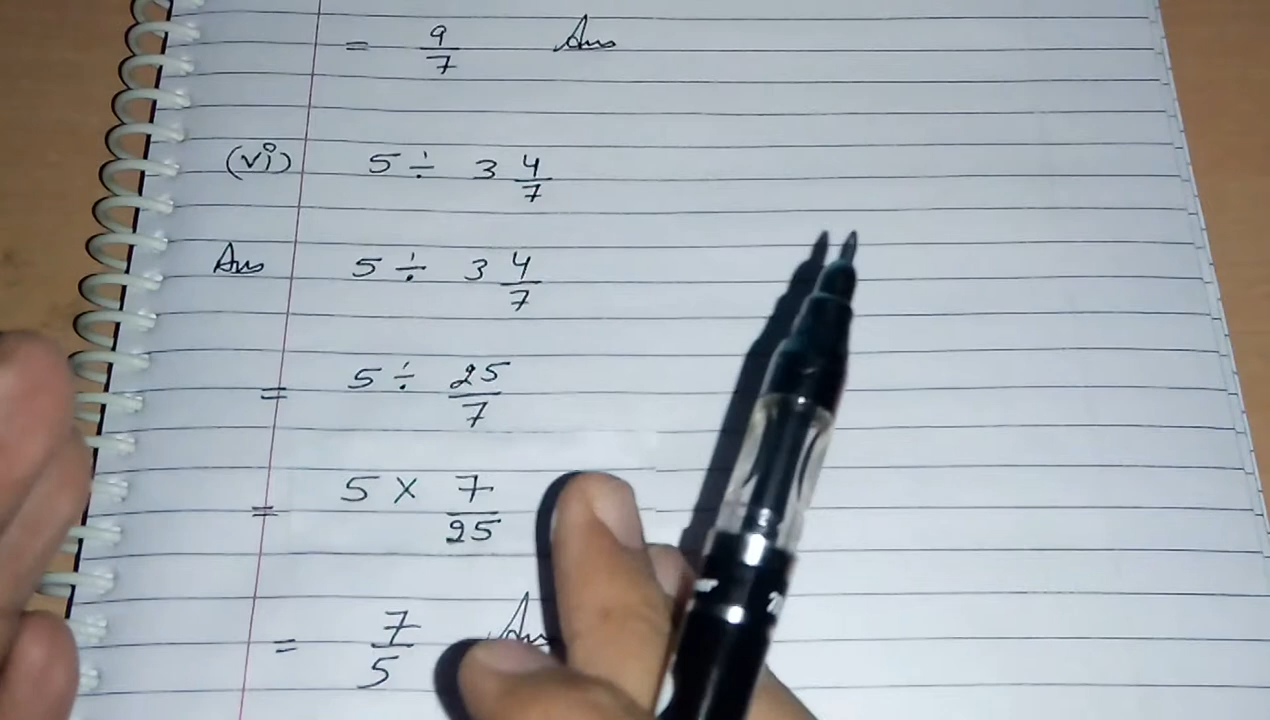 = 9/7 Ans
(vi) 5 ÷ 3 4/7
Ans 5 ÷ 3 4/7
= 5 ÷ 25/7
= 5 × 7/25
= 7/5 Ans